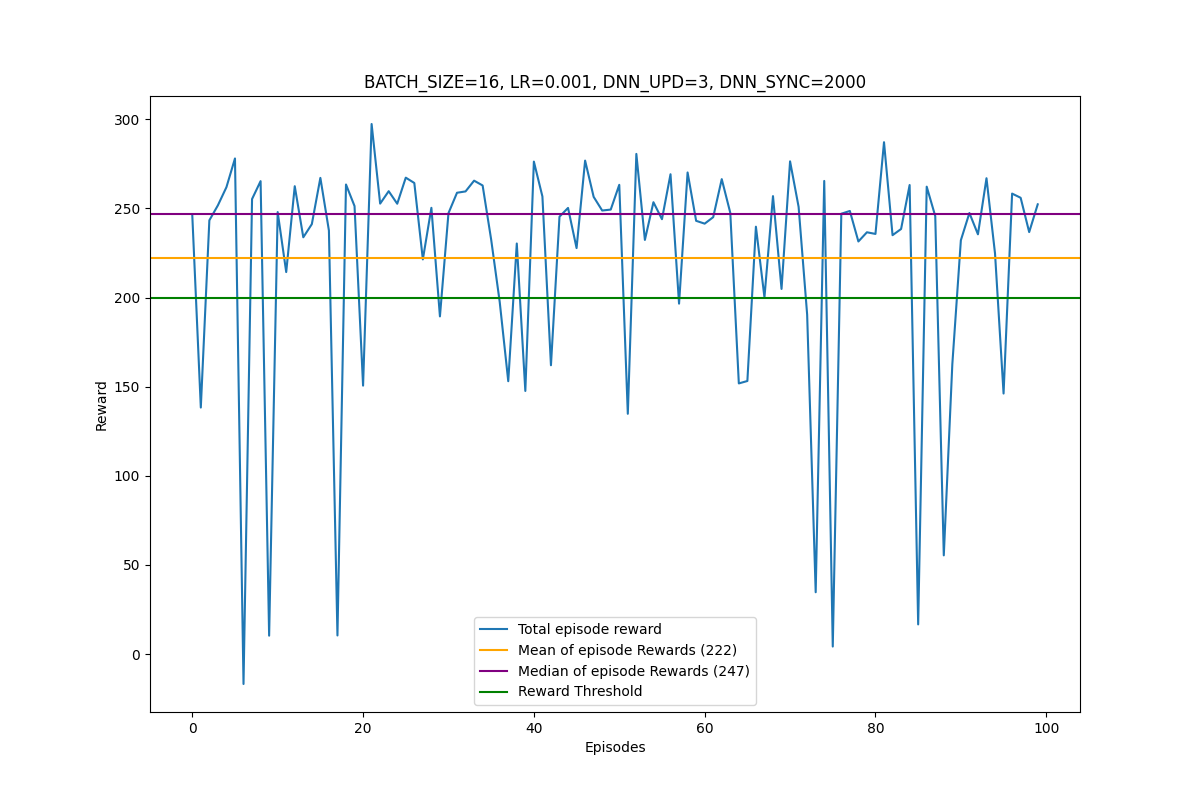 BATCH_SIZE=16, LR=0.001, DNN_UPD=3, DNN_SYNC=2000
300
250
200
150
100
50
0
Reward
Total episode reward
Mean of episode Rewards (222)
Median of episode Rewards (247)
Reward Threshold
0 20 40 60 80 100
Episodes